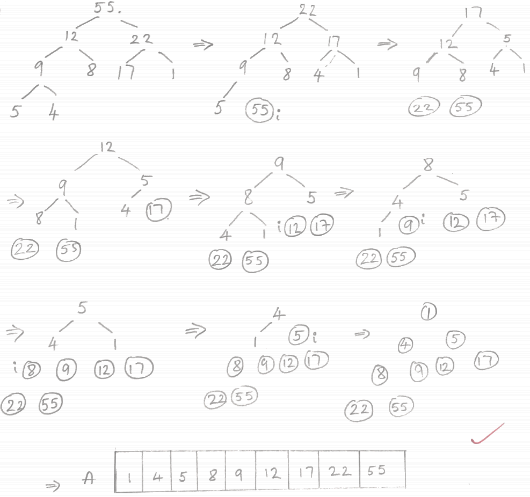 55. 22 17
12 22 ⇒ 12 17 ⇒ 12 5
9 8 17 1 9 8 4 1 9 8 4 1
5 4 5 55 i 22 55
12 9 8
⇒ 9 5 ⇒ 8 5 ⇒ 4 5
8 1 4 17 4 1 i 12 17 1 9 i 12 17
22 55 22 55 22 55
5 4 1
⇒ 4 1 ⇒ 1 5 i ⇒ 4 5
i 8 9 12 17 8 9 12 17 8 9 12 17
22 55 22 55 22 55
⇒ A 1 4 5 8 9 12 17 22 55